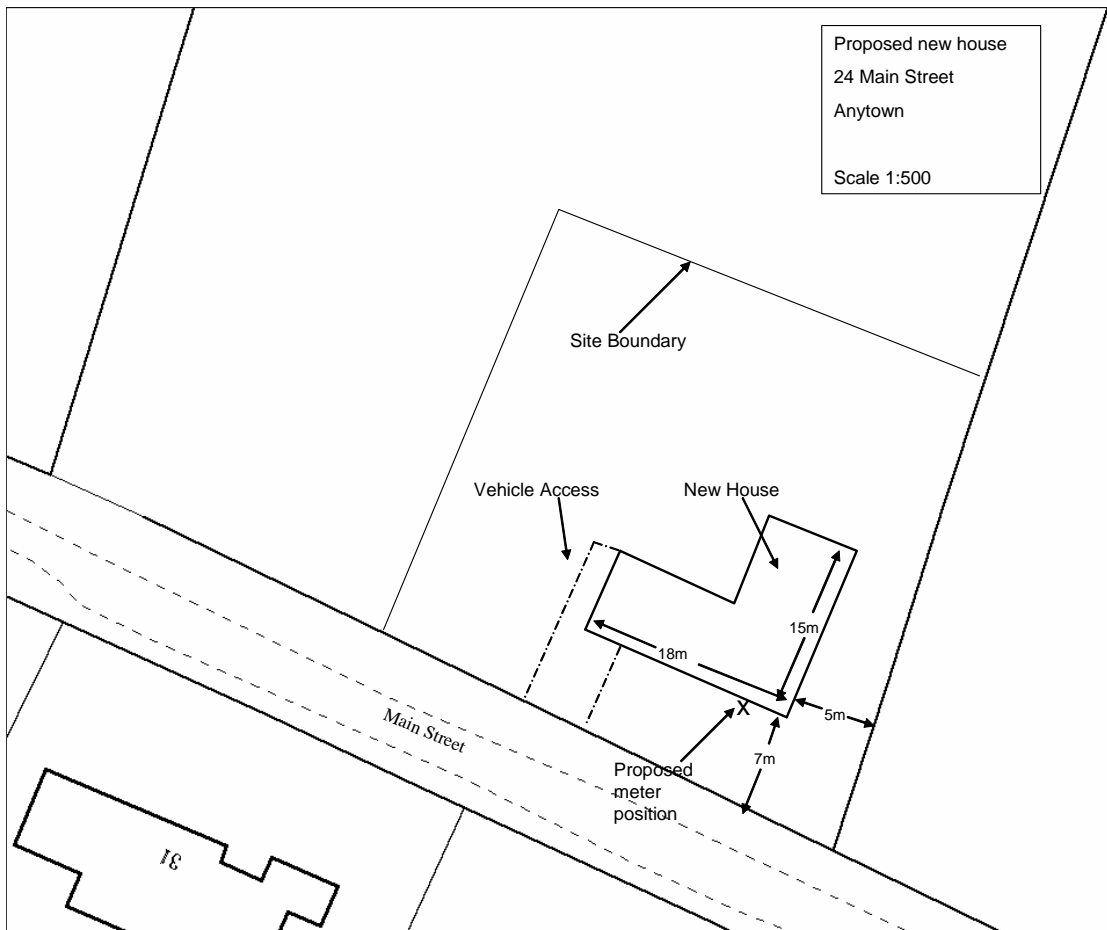 Proposed new house
24 Main Street
Anytown
Scale 1:500
Site Boundary
Vehicle Access
New House
15m
18m
5m
7m
Main Street
Proposed
meter
position
X
31